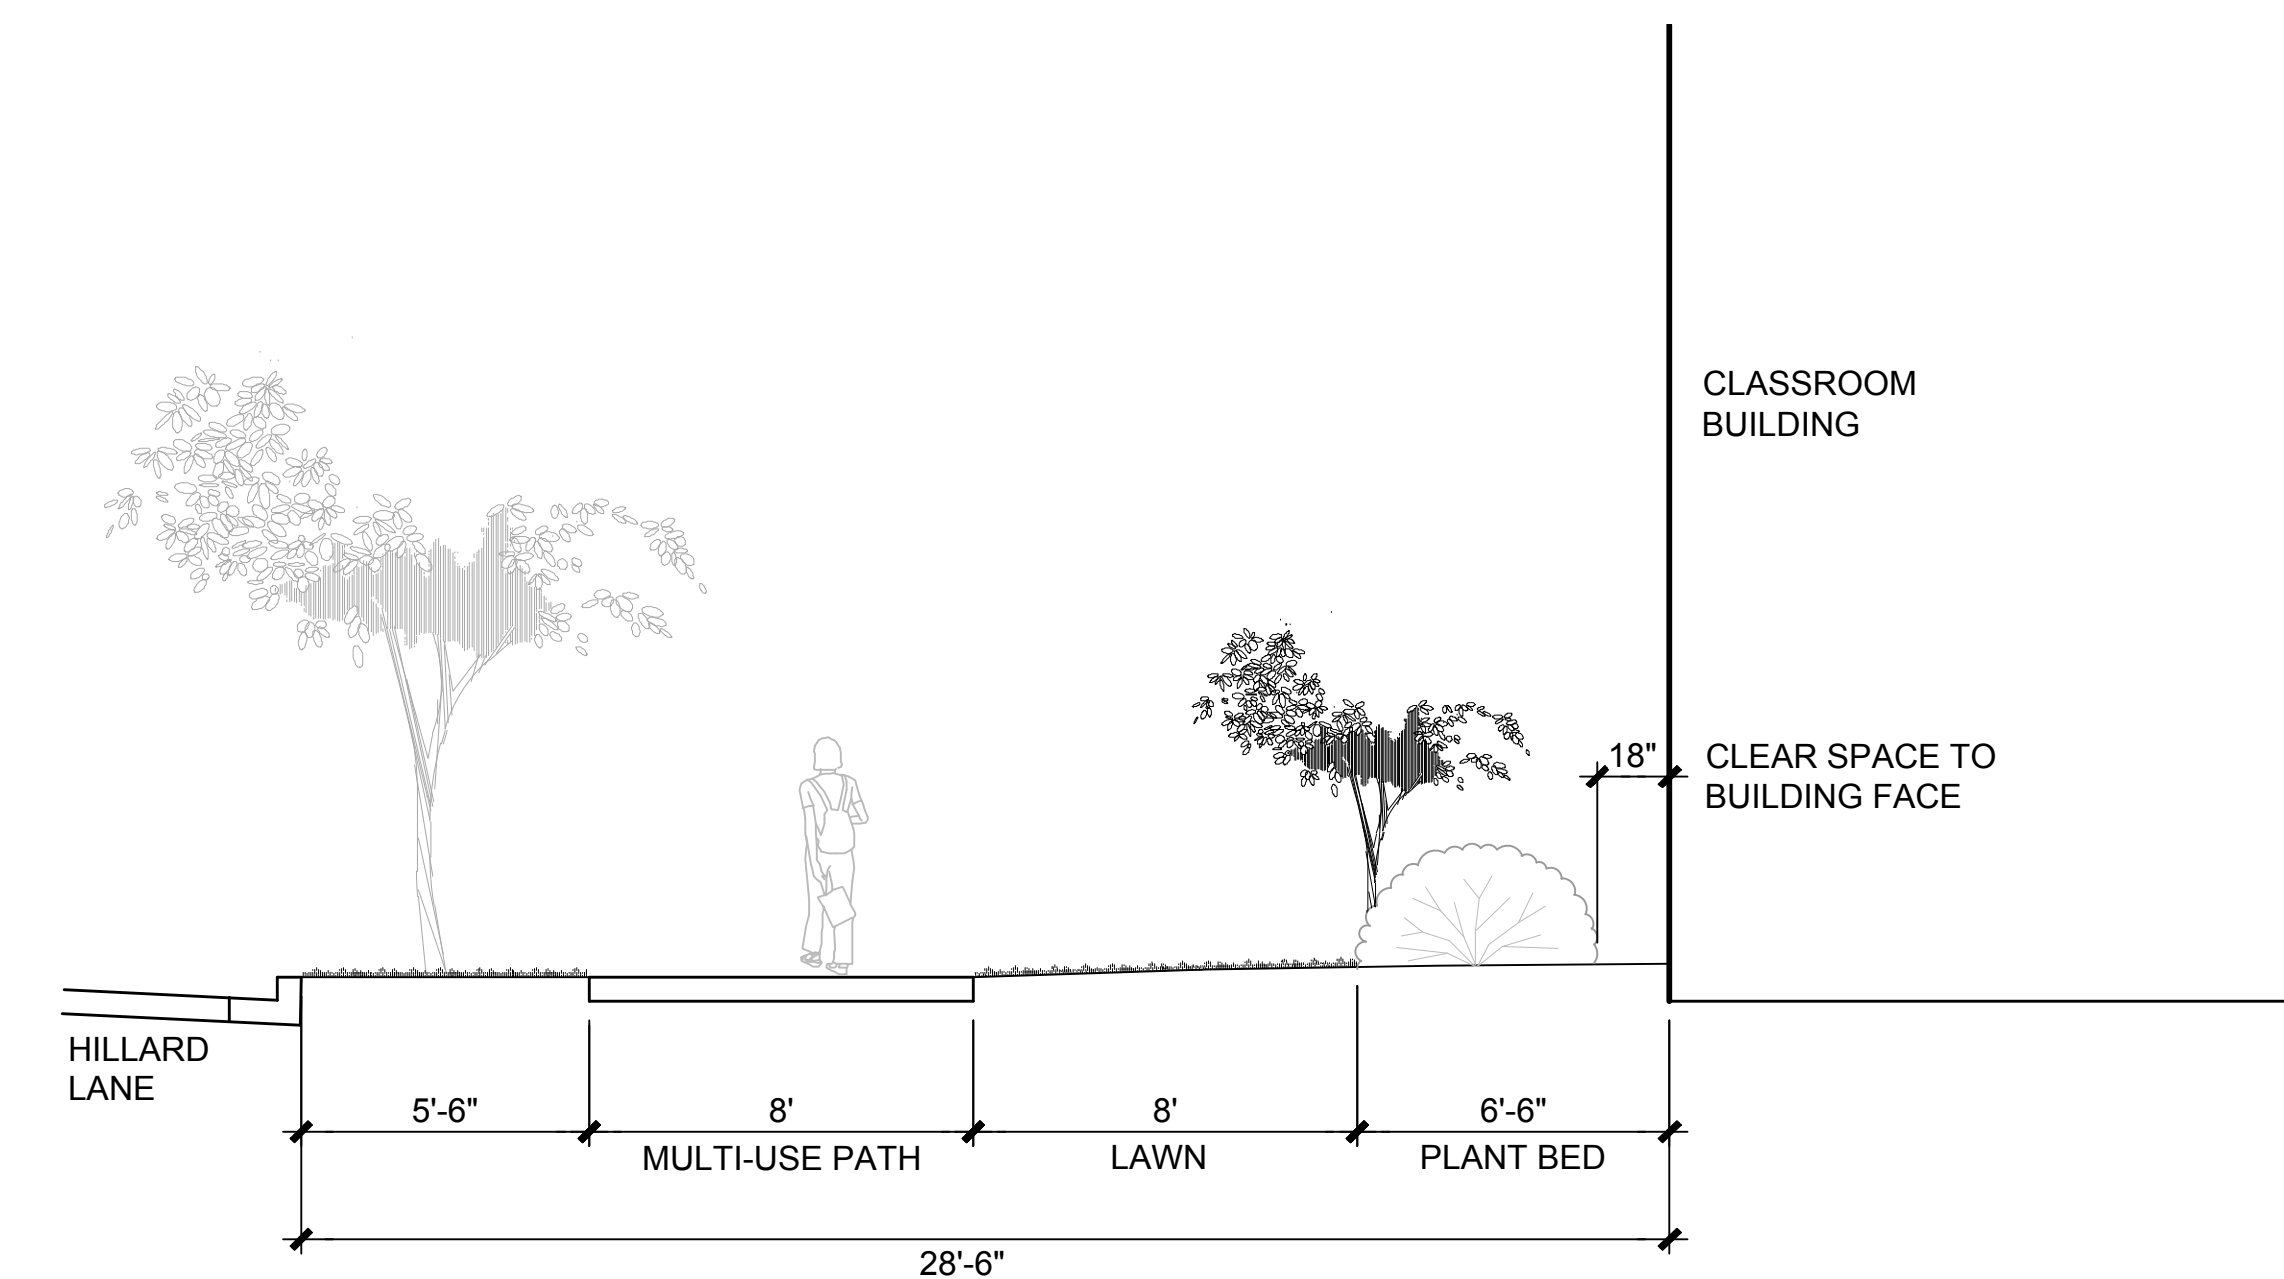 CLASSROOM
BUILDING
18"
CLEAR SPACE TO
BUILDING FACE
HILLARD
LANE
5'-6"
8'
8'
6'-6"
MULTI-USE PATH
LAWN
PLANT BED
28'-6"